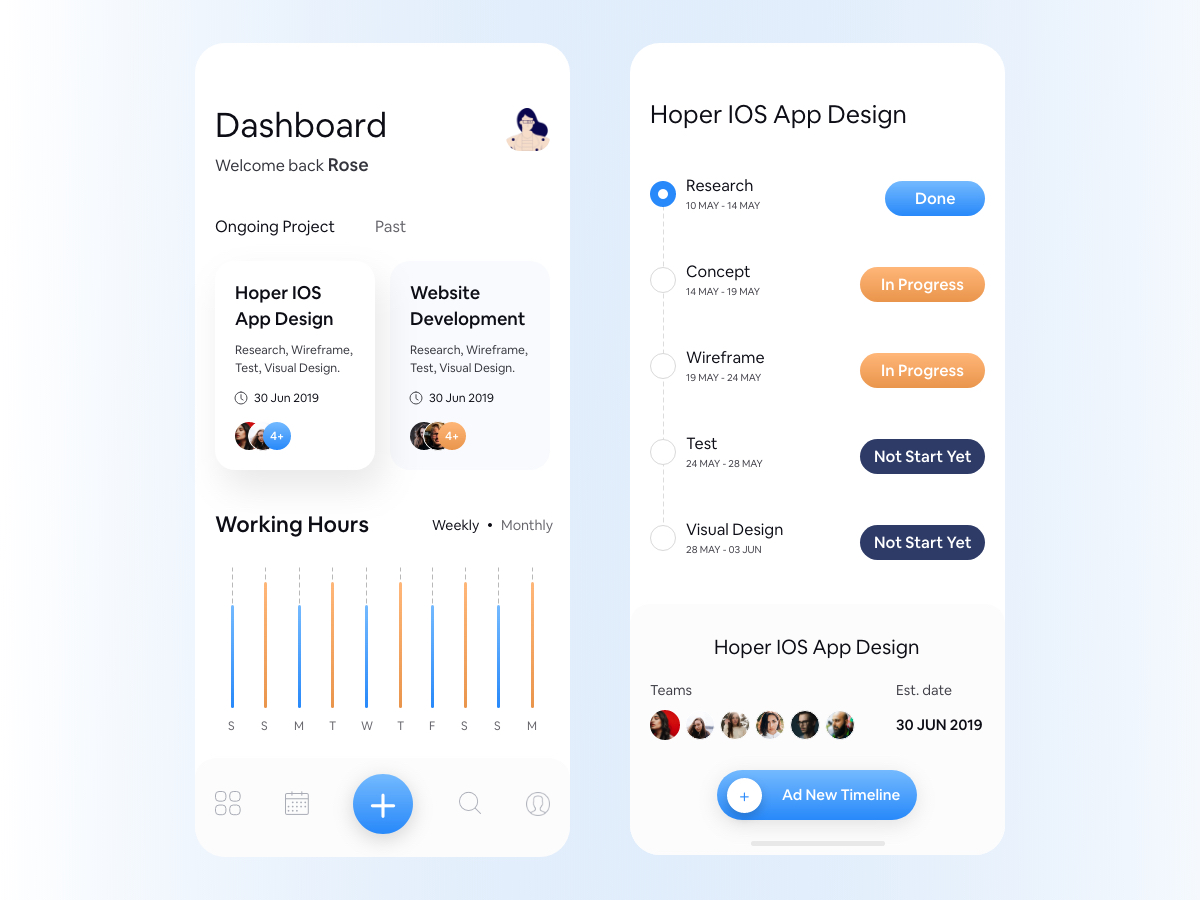 Dashboard
Welcome back Rose
Ongoing Project Past
Hoper IOS
App Design
Research, Wireframe,
Test, Visual Design.
30 Jun 2019
4+
Website
Development
Research, Wireframe,
Test, Visual Design.
30 Jun 2019
4+
Working Hours
Weekly • Monthly
S S M T W T F S S M
Hoper IOS App Design
Research
10 MAY - 14 MAY
Done
Concept
14 MAY - 19 MAY
In Progress
Wireframe
19 MAY - 24 MAY
In Progress
Test
24 MAY - 28 MAY
Not Start Yet
Visual Design
28 MAY - 03 JUN
Not Start Yet
Hoper IOS App Design
Teams
Est. date
30 JUN 2019
+ Ad New Timeline